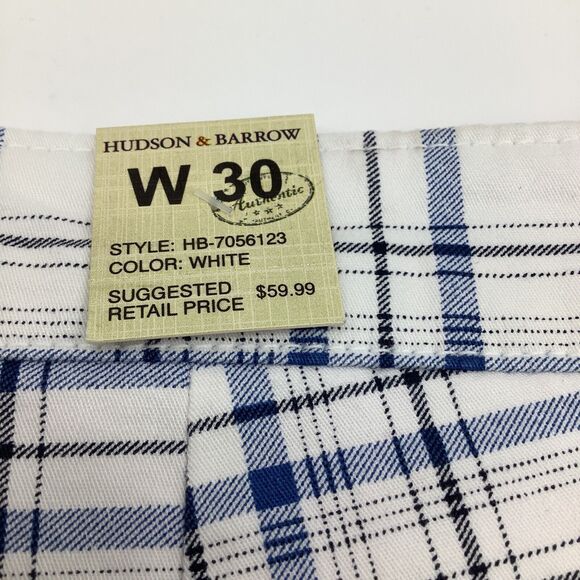 HUDSON & BARROW
W 30
Authentic
STYLE: HB-7056123
COLOR: WHITE
SUGGESTED
RETAIL PRICE $59.99